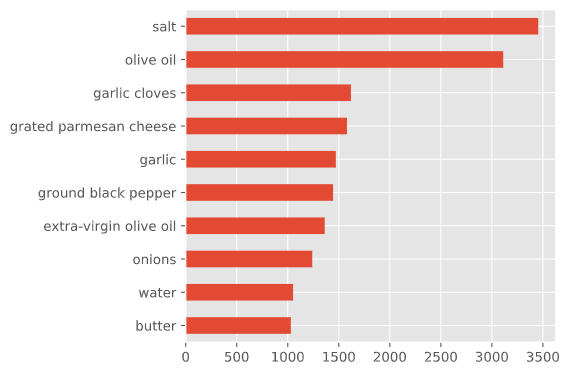 salt
olive oil
garlic cloves
grated parmesan cheese
garlic
ground black pepper
extra-virgin olive oil
onions
water
butter
0 500 1000 1500 2000 2500 3000 3500